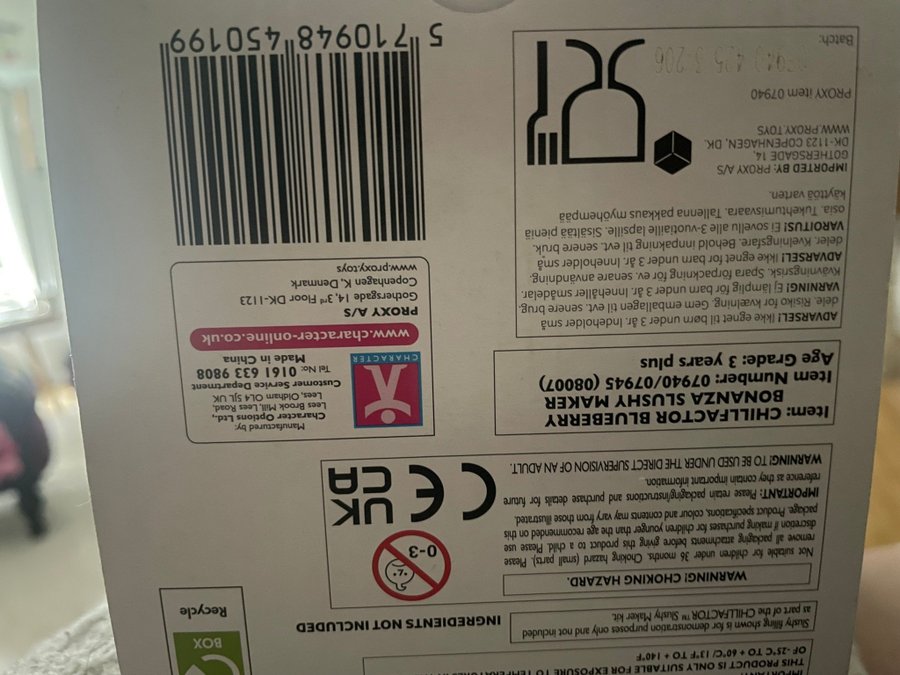 THIS PRODUCT IS ONLY SUITABLE FOR EXPOSURE TO
OF -25°C TO + 60°C/ 13°F TO + 140°F
BOX
Recycle
Slushy filling shown is for demonstration purposes only and not included
as part of the CHILLFACTOR™ Slushy Maker kit.
INGREDIENTS NOT INCLUDED
WARNING! CHOKING HAZARD.
Not suitable for children under 36 months. Choking hazard (small parts). Please
remove all packaging attachments before giving this product to a child. Please use
discretion if making purchases for children younger than the age recommended on this
package. Product specifications, colour and contents may vary from those illustrated.
IMPORTANT: Please retain packaging/instructions and purchase details for future
reference as they contain important information.
WARNING! TO BE USED UNDER THE DIRECT SUPERVISION OF AN ADULT.
0-3
CE
UK
CA
Item: CHILLFACTOR BLUEBERRY
BONANZA SLUSHY MAKER
Item Number: 07940/07945 (08007)
Age Grade: 3 years plus
Manufactured by:
Character Options Ltd.,
Lees Brook Mill, Lees Road,
Lees, Oldham, OL4 5JL UK
Customer Service Department
Tel No: 0161 633 9808
Made in China
CHARACTER
www.character-online.co.uk
PROXY A/S
Gothersgade 14, 3rd Floor DK-1123
Copenhagen K, Denmark
www.proxy.toys
ADVARSEL! Ikke egnet til børn under 3 år. Indeholder små
dele. Risiko for kvælning. Gem emballagen til evt. senere brug.
VARNING! Ej lämplig för barn under 3 år. Innehåller smådelar.
Kvävningsrisk. Spara förpackning för ev. senare användning.
ADVARSEL! Ikke egnet for barn under 3 år. Inneholder små
deler. Kvelningsfare. Behold innpakning til evt. senere bruk.
VAROITUS! Ei sovellu alle 3-vuotiaille lapsille. Sisältää pieniä
osia. Tukehtumisvaara. Tallenna pakkaus myöhempää
käyttöä varten.
IMPORTED BY: PROXY A/S
GOTHERSGADE 14,
DK-1123 COPENHAGEN, DK
WWW.PROXY.TOYS
PROXY item 07940
Batch:
5 710948 450199